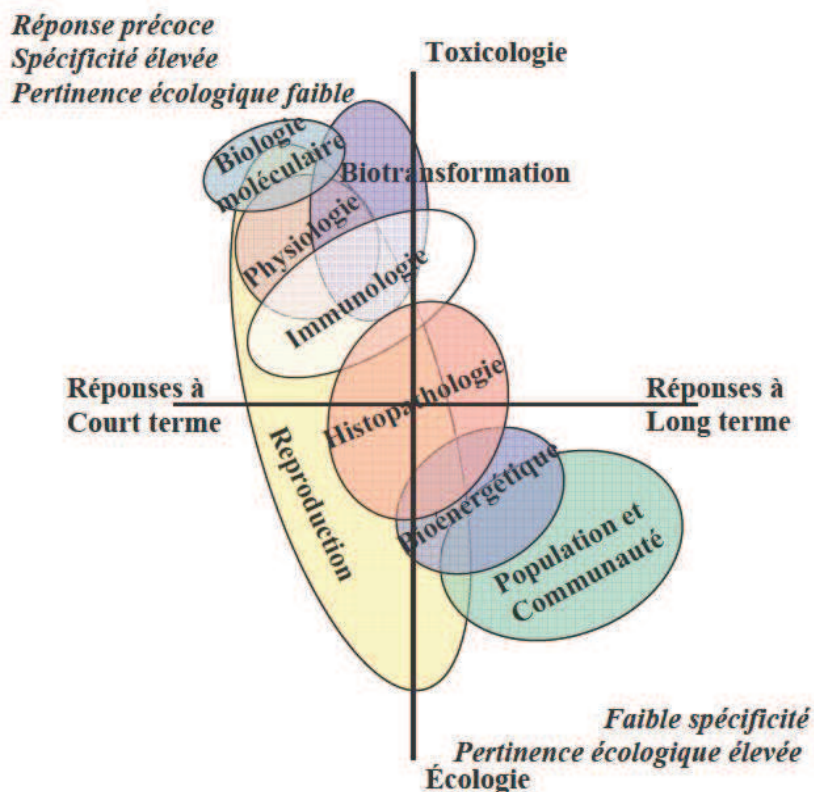 Réponse précoce
Spécificité élevée
Pertinence écologique faible
Toxicologie
Biologie
moléculaire
Biotransformation
Physiologie
Immunologie
Réponses à
Court terme
Histopathologie
Réponses à
Long terme
Reproduction
Bioénergétique
Population et
Communauté
Faible spécificité
Pertinence écologique élevée
Écologie